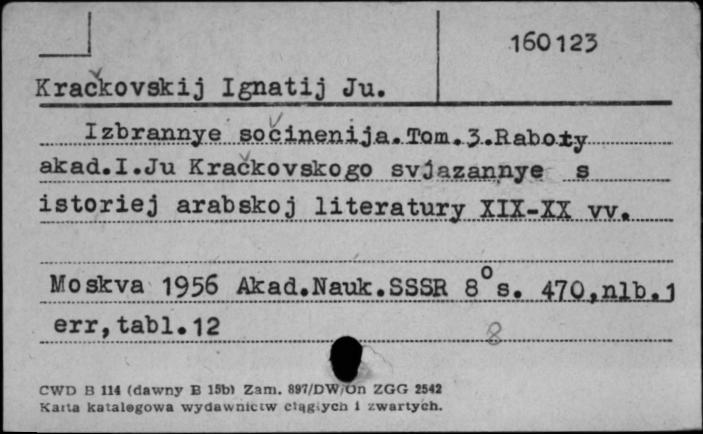 160123
Kračkovskij Ignatij Ju.
Izbrannye sočinenija.Tom.3.Raboty
akad.I.Ju Kračkovskogo svjazannye s
istoriej arabskoj literatury XIX-XX vv.
Moskva 1956 Akad.Nauk.SSSR 8° s. 470,nlb.1
err,tabl.12
8
CWD B 114 (dawny B 15b) Zam. 897/DW/On ZGG 2542
Karta katalogowa wydawnictw ciągłych i zwartych.